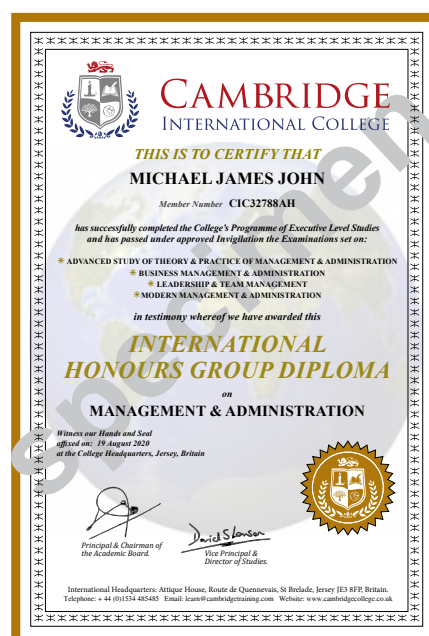 CAMBRIDGE
INTERNATIONAL COLLEGE
THIS IS TO CERTIFY THAT
MICHAEL JAMES JOHN
Member Number CIC32788AH
has successfully completed the College's Programme of Executive Level Studies
and has passed under approved Invigilation the Examinations set on:
✴ ADVANCED STUDY OF THEORY & PRACTICE OF MANAGEMENT & ADMINISTRATION
✴ BUSINESS MANAGEMENT & ADMINISTRATION
✴ LEADERSHIP & TEAM MANAGEMENT
✴MODERN MANAGEMENT & ADMINISTRATION
in testimony whereof we have awarded this
INTERNATIONAL
HONOURS GROUP DIPLOMA
on
MANAGEMENT & ADMINISTRATION
Witness our Hands and Seal
affixed on: 19 August 2020
at the College Headquarters, Jersey, Britain
David S Lawson
Principal & Chairman of
the Academic Board.
Vice Principal &
Director of Studies.
International Headquarters: Attique House, Route de Quennevais, St Brelade, Jersey JE3 8FP, Britain.
Telephone: + 44 (0)1534 485485 Email: learn@cambridgetraining.com Website: www.cambridgecollege.co.uk
specimen